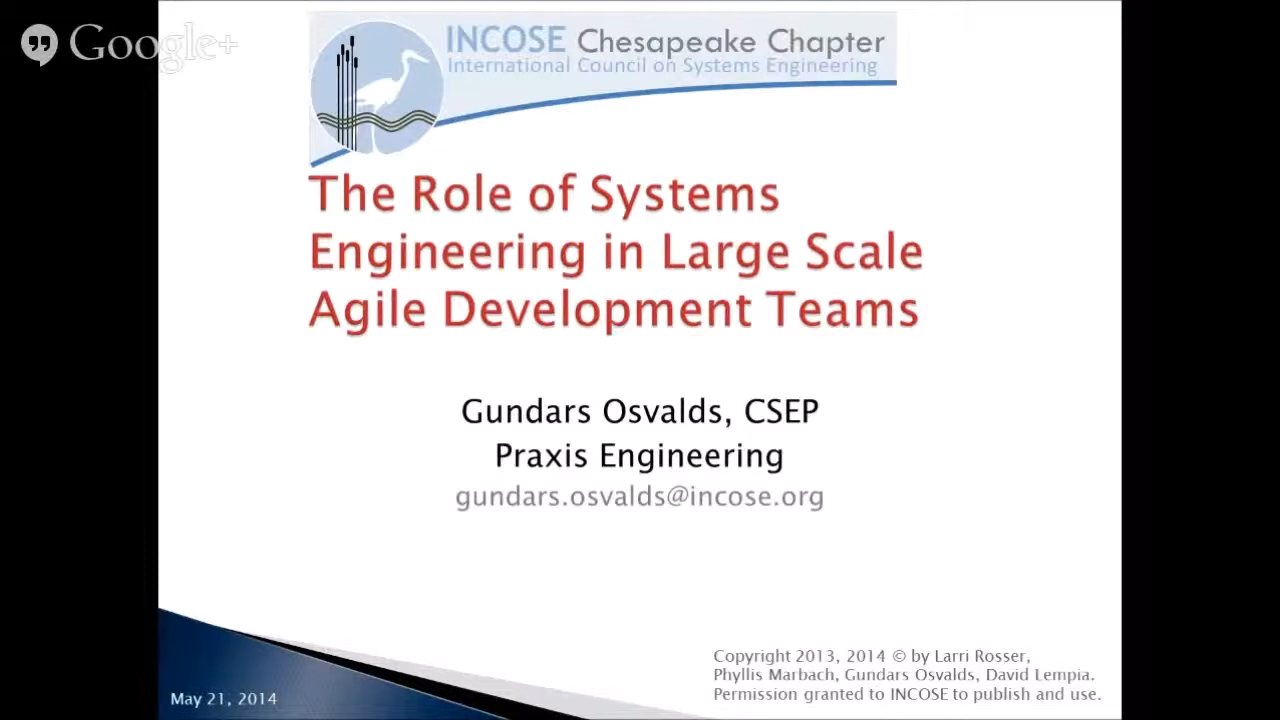 Google+
INCOSE Chesapeake Chapter
International Council on Systems Engineering
The Role of Systems
Engineering in Large Scale
Agile Development Teams
Gundars Osvalds, CSEP
Praxis Engineering
gundars.osvalds@incose.org
Copyright 2013, 2014 © by Larri Rosser,
Phyllis Marbach, Gundars Osvalds, David Lempia.
Permission granted to INCOSE to publish and use.
May 21, 2014